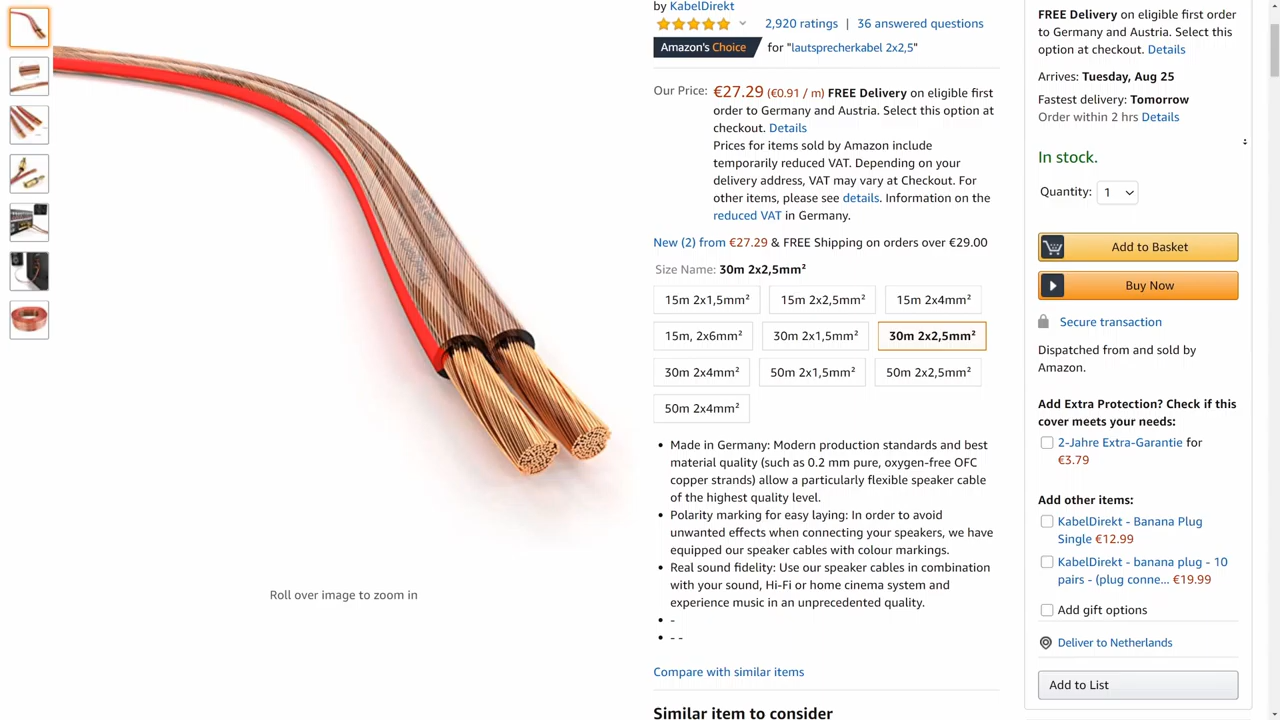 by KabelDirekt
2,920 ratings | 36 answered questions
Amazon's Choice for "lautsprecherkabel 2x2,5"
Our Price: €27.29 (€0.91 / m) FREE Delivery on eligible first
order to Germany and Austria. Select this option at
checkout. Details
Prices for items sold by Amazon include
temporarily reduced VAT. Depending on your
delivery address, VAT may vary at Checkout. For
other items, please see details. Information on the
reduced VAT in Germany.
New (2) from €27.29 & FREE Shipping on orders over €29.00
Size Name: 30m 2x2,5mm²
15m 2x1,5mm² 15m 2x2,5mm² 15m 2x4mm²
15m, 2x6mm² 30m 2x1,5mm² 30m 2x2,5mm²
30m 2x4mm² 50m 2x1,5mm² 50m 2x2,5mm²
50m 2x4mm²
• Made in Germany: Modern production standards and best
material quality (such as 0.2 mm pure, oxygen-free OFC
copper strands) allow a particularly flexible speaker cable
of the highest quality level.
• Polarity marking for easy laying: In order to avoid
unwanted effects when connecting your speakers, we have
equipped our speaker cables with colour markings.
• Real sound fidelity: Use our speaker cables in combination
with your sound, Hi-Fi or home cinema system and
experience music in an unprecedented quality.
• -
• - -
Compare with similar items
Similar item to consider
Roll over image to zoom in
FREE Delivery on eligible first order
to Germany and Austria. Select this
option at checkout. Details
Arrives: Tuesday, Aug 25
Fastest delivery: Tomorrow
Order within 2 hrs Details
In stock.
Quantity: 1
Add to Basket
Buy Now
Secure transaction
Dispatched from and sold by
Amazon.
Add Extra Protection? Check if this
cover meets your needs:
2-Jahre Extra-Garantie for
€3.79
Add other items:
KabelDirekt - Banana Plug
Single €12.99
KabelDirekt - banana plug - 10
pairs - (plug conne... €19.99
Add gift options
Deliver to Netherlands
Add to List